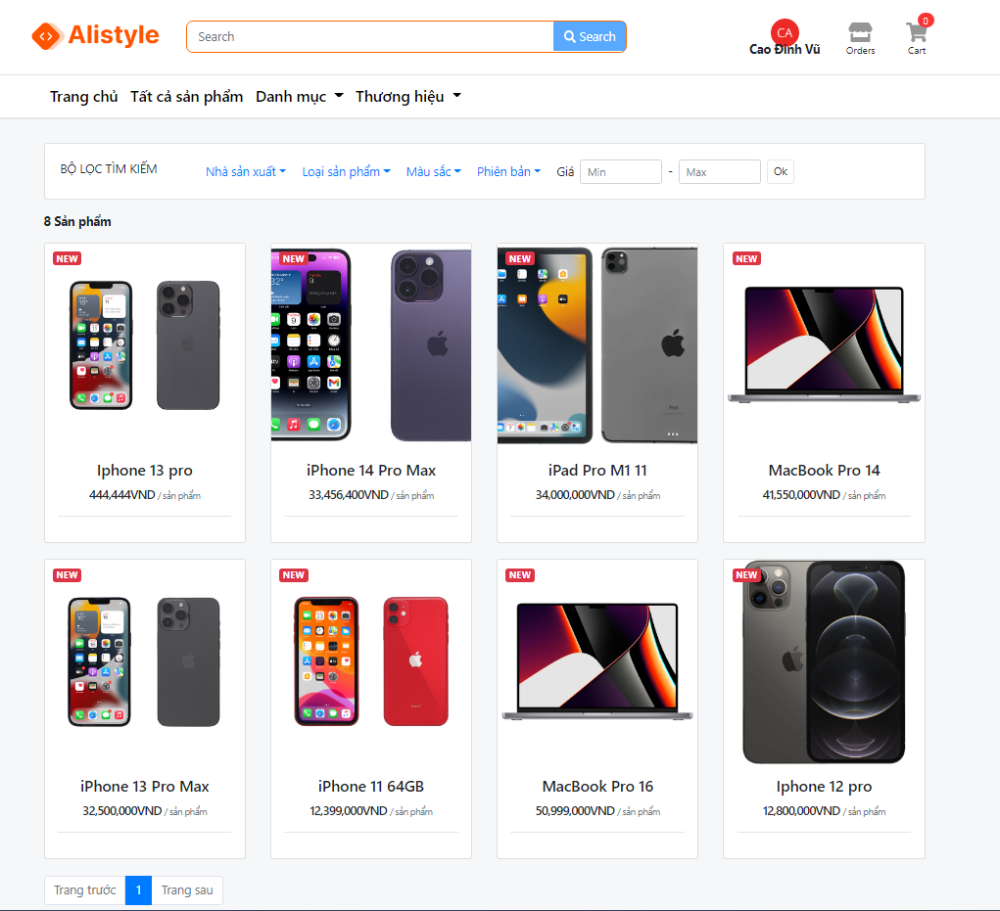 Alistyle
Search
Search
CA
Cao Đình Vũ
Orders
0
Cart
Trang chủ
Tất cả sản phẩm
Danh mục
Thương hiệu
BỘ LỌC TÌM KIẾM
Nhà sản xuất
Loại sản phẩm
Màu sắc
Phiên bản
Giá
Min
-
Max
Ok
8 Sản phẩm
NEW
NEW
NEW
NEW
Iphone 13 pro
444,444VND / sản phẩm
iPhone 14 Pro Max
33,456,400VND / sản phẩm
iPad Pro M1 11
34,000,000VND / sản phẩm
MacBook Pro 14
41,550,000VND / sản phẩm
NEW
NEW
NEW
NEW
iPhone 13 Pro Max
32,500,000VND / sản phẩm
iPhone 11 64GB
12,399,000VND / sản phẩm
MacBook Pro 16
50,999,000VND / sản phẩm
Iphone 12 pro
12,800,000VND / sản phẩm
Trang trước
1
Trang sau